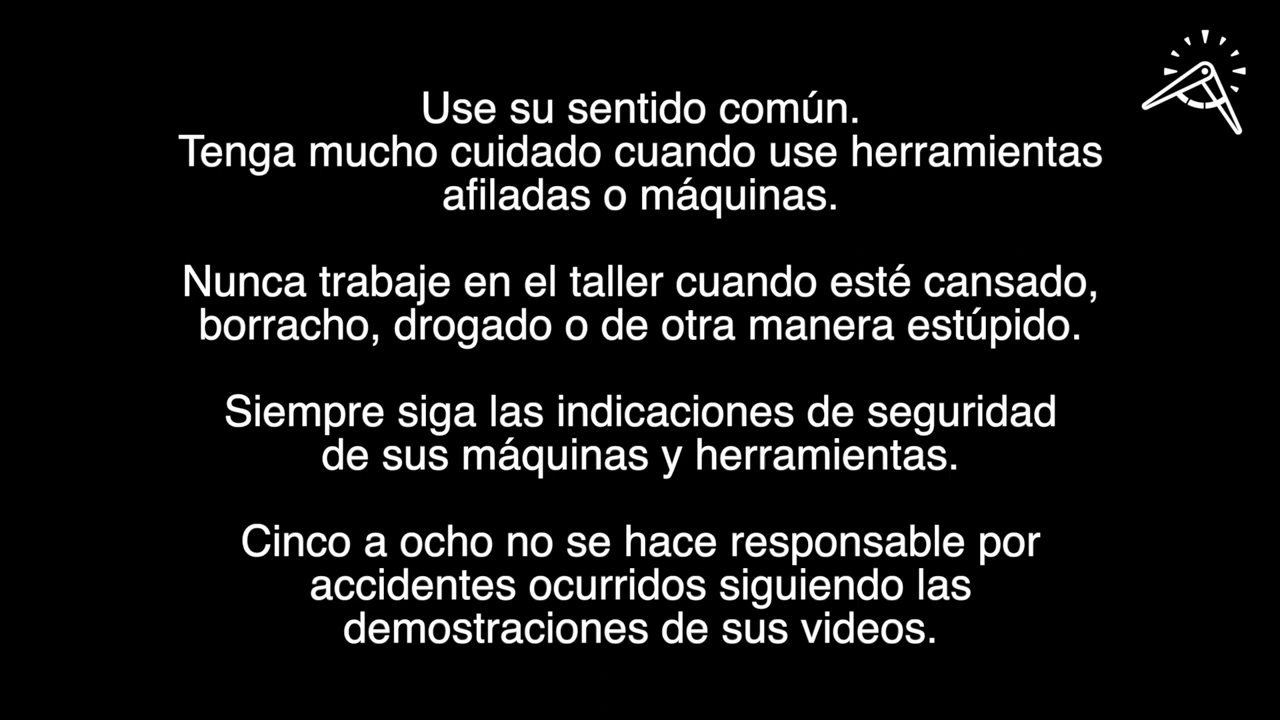 Use su sentido común.
Tenga mucho cuidado cuando use herramientas
afiladas o máquinas.
Nunca trabaje en el taller cuando esté cansado,
borracho, drogado o de otra manera estúpido.
Siempre siga las indicaciones de seguridad
de sus máquinas y herramientas.
Cinco a ocho no se hace responsable por
accidentes ocurridos siguiendo las
demostraciones de sus videos.